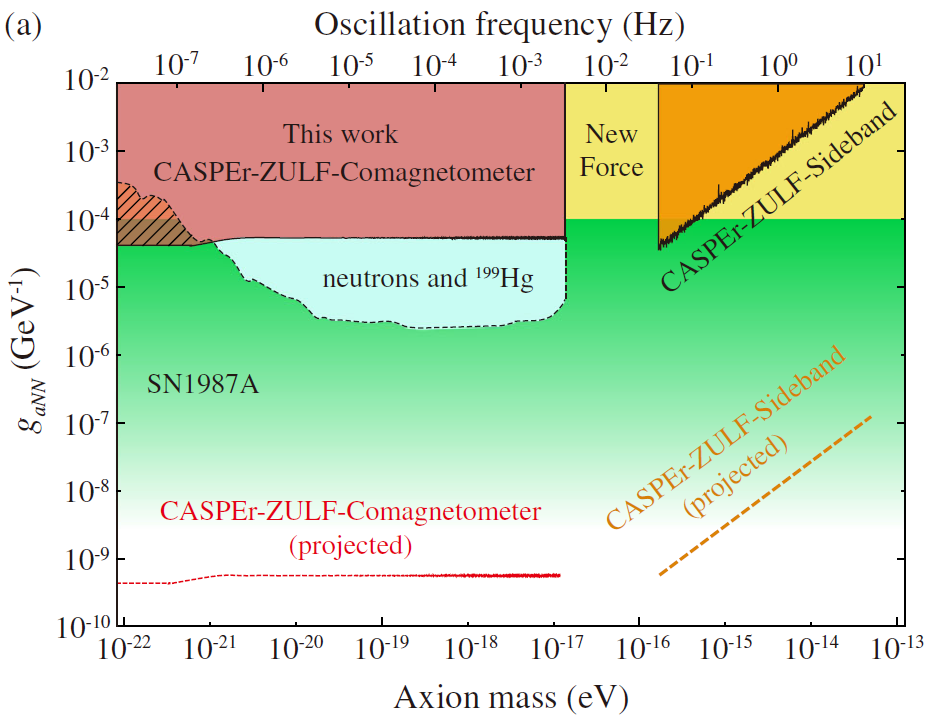 (a)
Oscillation frequency (Hz)
10⁻⁷ 10⁻⁶ 10⁻⁵ 10⁻⁴ 10⁻³ 10⁻² 10⁻¹ 10⁰ 10¹
10⁻²
10⁻³
10⁻⁴
10⁻⁵
10⁻⁶
10⁻⁷
10⁻⁸
10⁻⁹
10⁻¹⁰
g_aNN (GeV⁻¹)
This work
CASPEr-ZULF-Comagnetometer
New
Force
CASPEr-ZULF-Sideband
neutrons and ¹⁹⁹Hg
SN1987A
CASPEr-ZULF-Sideband
(projected)
CASPEr-ZULF-Comagnetometer
(projected)
10⁻²² 10⁻²¹ 10⁻²⁰ 10⁻¹⁹ 10⁻¹⁸ 10⁻¹⁷ 10⁻¹⁶ 10⁻¹⁵ 10⁻¹⁴ 10⁻¹³
Axion mass (eV)